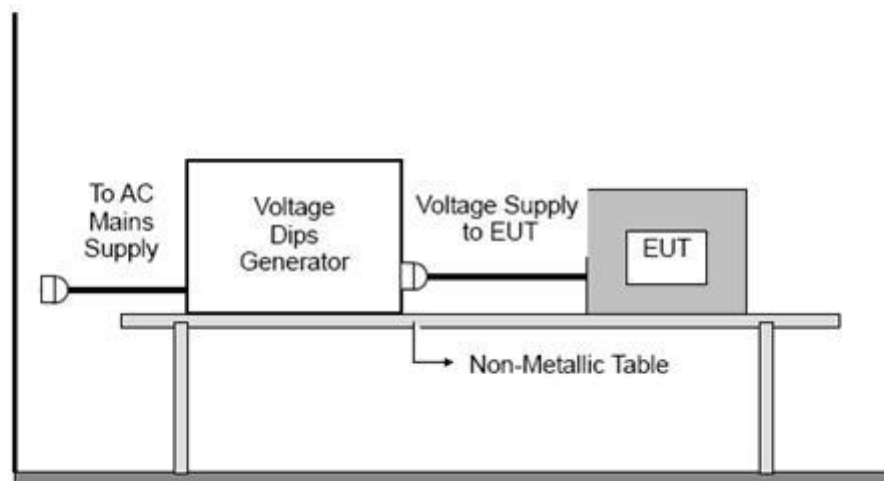 To AC
Mains
Supply
Voltage
Dips
Generator
Voltage Supply
to EUT
EUT
Non-Metallic Table